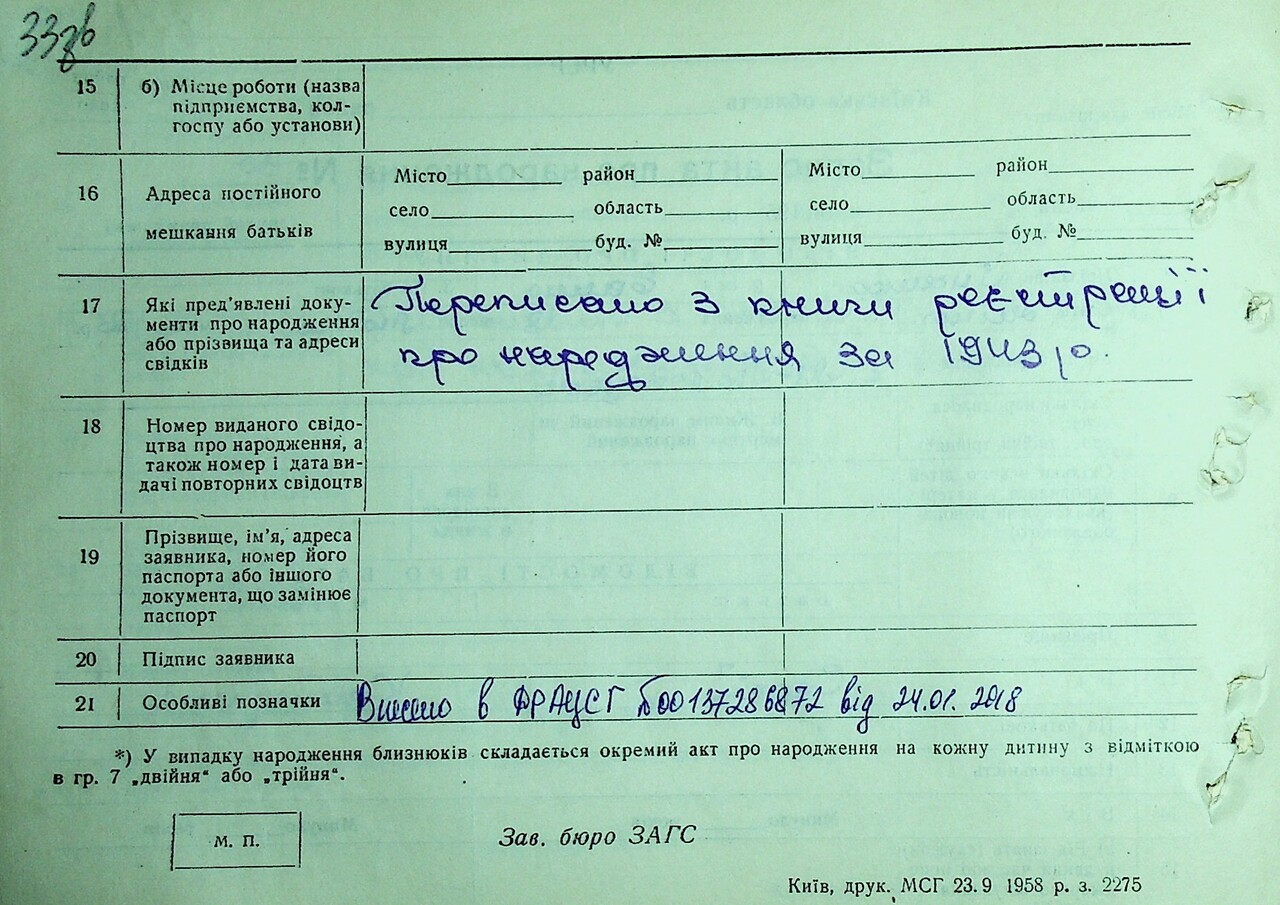 33зв
15 б) Місце роботи (назва
підприємства, кол-
госпу або установи)
16 Адреса постійного
мешкання батьків
Місто район
село область
вулиця буд. №
Місто район
село область
вулиця буд. №
17 Які пред’явлені доку-
менти про народження
або прізвища та адреси
свідків
Переписано з книги реєстрації
про народження за 1943 р.
18 Номер виданого свідо-
цтва про народження, а
також номер і дата ви-
дачі повторних свідоцтв
19 Прізвище, ім’я, адреса
заявника, номер його
паспорта або іншого
документа, що замінює
паспорт
20 Підпис заявника
21 Особливі позначки Внесено в ДРАЦСГ №00137286872 від 24.01.2018
*) У випадку народження близнюків складається окремий акт про народження на кожну дитину з відміткою
в гр. 7 „двійня“ або „трійня“.
М. П.
Зав. бюро ЗАГС
Київ, друк. МСГ 23.9 1958 р. з. 2275